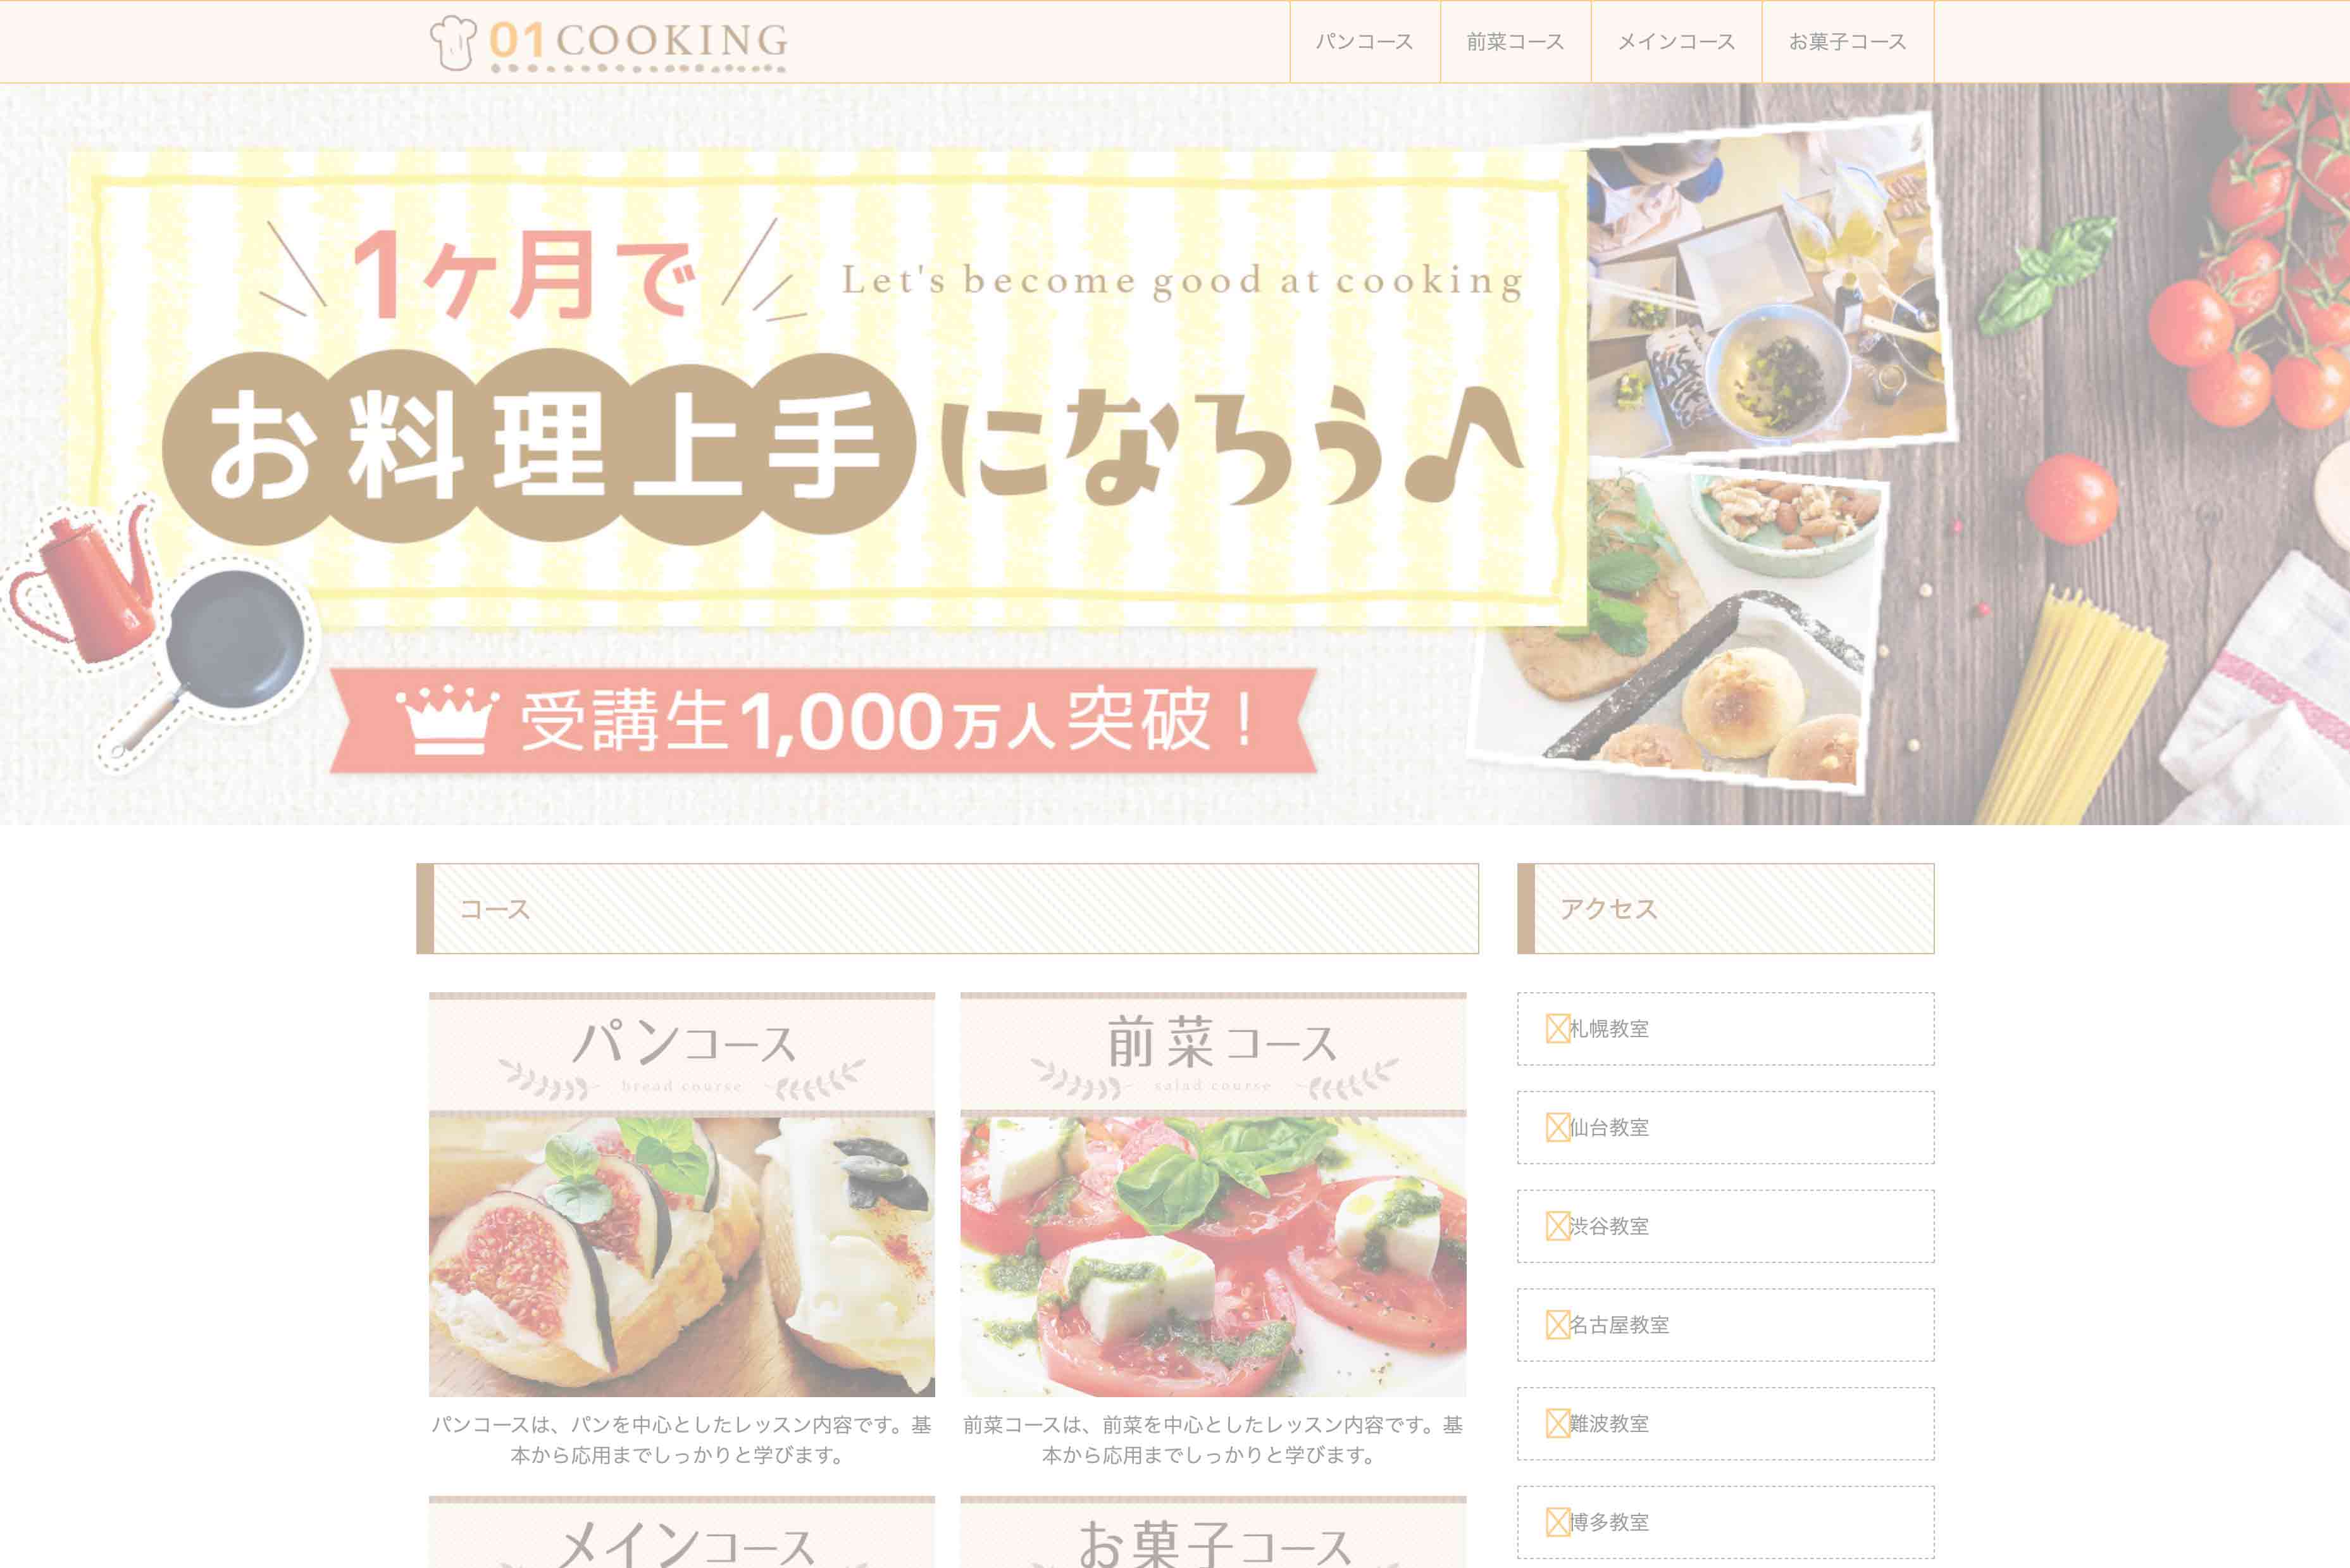 01 COOKING
パンコース
前菜コース
メインコース
お菓子コース
1ヶ月で
Let's become good at cooking
お料理上手になろう♪
受講生1,000万人突破！
コース
アクセス
パンコース
bread course
前菜コース
salad course
パンコースは、パンを中心としたレッスン内容です。基
本から応用までしっかりと学びます。
前菜コースは、前菜を中心としたレッスン内容です。基
本から応用までしっかりと学びます。
メインコース
お菓子コース
札幌教室
仙台教室
渋谷教室
名古屋教室
難波教室
博多教室